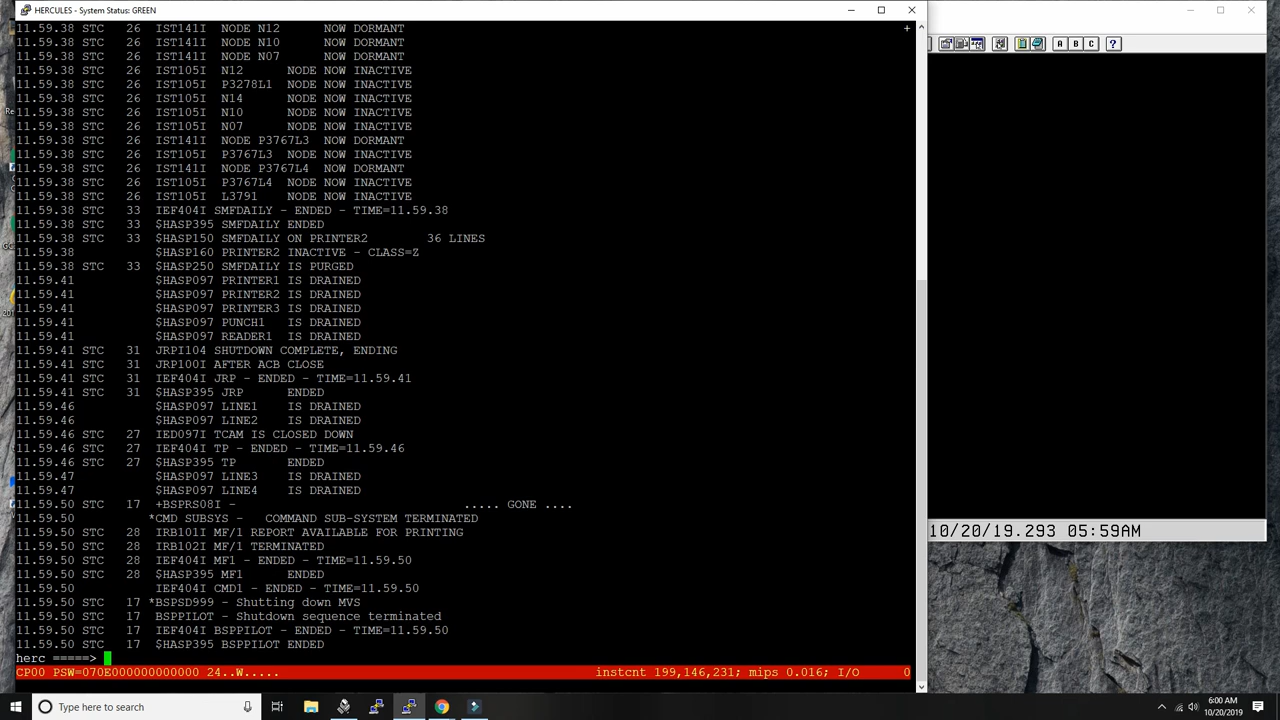 HERCULES - System Status: GREEN
11.59.38 STC   26  IST141I  NODE N12      NOW DORMANT
+
11.59.38 STC   26  IST141I  NODE N10      NOW DORMANT
11.59.38 STC   26  IST141I  NODE N07      NOW DORMANT
A B C ?
11.59.38 STC   26  IST105I  N12      NODE NOW INACTIVE
11.59.38 STC   26  IST105I  P3278L1  NODE NOW INACTIVE
11.59.38 STC   26  IST105I  N14      NODE NOW INACTIVE
11.59.38 STC   26  IST105I  N10      NODE NOW INACTIVE
11.59.38 STC   26  IST105I  N07      NODE NOW INACTIVE
11.59.38 STC   26  IST141I  NODE P3767L3  NOW DORMANT
11.59.38 STC   26  IST105I  P3767L3  NODE NOW INACTIVE
11.59.38 STC   26  IST141I  NODE P3767L4  NOW DORMANT
11.59.38 STC   26  IST105I  P3767L4  NODE NOW INACTIVE
11.59.38 STC   26  IST105I  L3791    NODE NOW INACTIVE
11.59.38 STC   33  IEF404I SMFDAILY - ENDED - TIME=11.59.38
11.59.38 STC   33  $HASP395 SMFDAILY ENDED
11.59.38 STC   33  $HASP150 SMFDAILY ON PRINTER2        36 LINES
11.59.38           $HASP160 PRINTER2 INACTIVE - CLASS=Z
11.59.38 STC   33  $HASP250 SMFDAILY IS PURGED
11.59.41           $HASP097 PRINTER1 IS DRAINED
11.59.41           $HASP097 PRINTER2 IS DRAINED
11.59.41           $HASP097 PRINTER3 IS DRAINED
11.59.41           $HASP097 PUNCH1   IS DRAINED
11.59.41           $HASP097 READER1  IS DRAINED
11.59.41 STC   31  JRPI104 SHUTDOWN COMPLETE, ENDING
11.59.41 STC   31  JRP100I AFTER ACB CLOSE
11.59.41 STC   31  IEF404I JRP - ENDED - TIME=11.59.41
11.59.41 STC   31  $HASP395 JRP      ENDED
11.59.46           $HASP097 LINE1    IS DRAINED
11.59.46           $HASP097 LINE2    IS DRAINED
11.59.46 STC   27  IED097I TCAM IS CLOSED DOWN
11.59.46 STC   27  IEF404I TP - ENDED - TIME=11.59.46
11.59.46 STC   27  $HASP395 TP       ENDED
11.59.47           $HASP097 LINE3    IS DRAINED
11.59.47           $HASP097 LINE4    IS DRAINED
11.59.50 STC   17  +BSPRS08I -                               ..... GONE ....
11.59.50          *CMD SUBSYS -   COMMAND SUB-SYSTEM TERMINATED
11.59.50 STC   28  IRB101I MF/1 REPORT AVAILABLE FOR PRINTING
11.59.50 STC   28  IRB102I MF/1 TERMINATED
11.59.50 STC   28  IEF404I MF1 - ENDED - TIME=11.59.50
11.59.50 STC   28  $HASP395 MF1      ENDED
11.59.50           IEF404I CMD1 - ENDED - TIME=11.59.50
11.59.50 STC   17 *BSPSD999 - Shutting down MVS
11.59.50 STC   17  BSPPILOT - Shutdown sequence terminated
11.59.50 STC   17  IEF404I BSPPILOT - ENDED - TIME=11.59.50
11.59.50 STC   17  $HASP395 BSPPILOT ENDED
herc =====>
CP00 PSW=070E000000000000 24..W.....    instcnt 199,146,231; mips 0.016; I/O      0
10/20/19.293 05:59AM
Type here to search
6:00 AM
10/20/2019